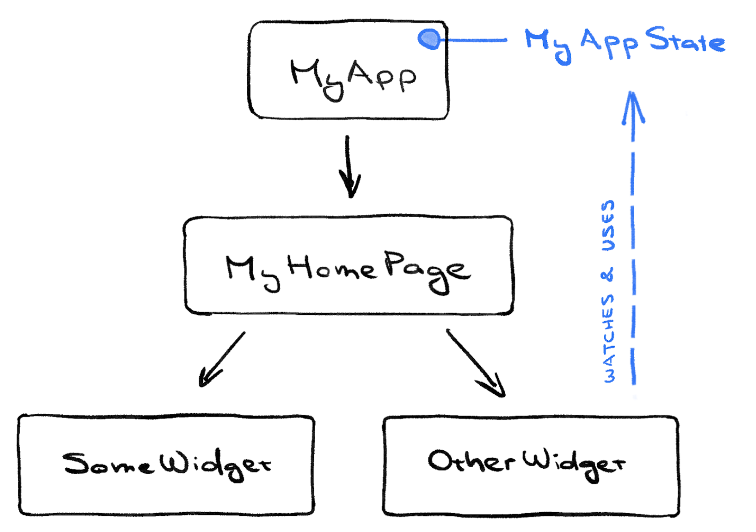 MyApp
MyAppState
MyHomePage
WATCHES & USES
SomeWidget
OtherWidget